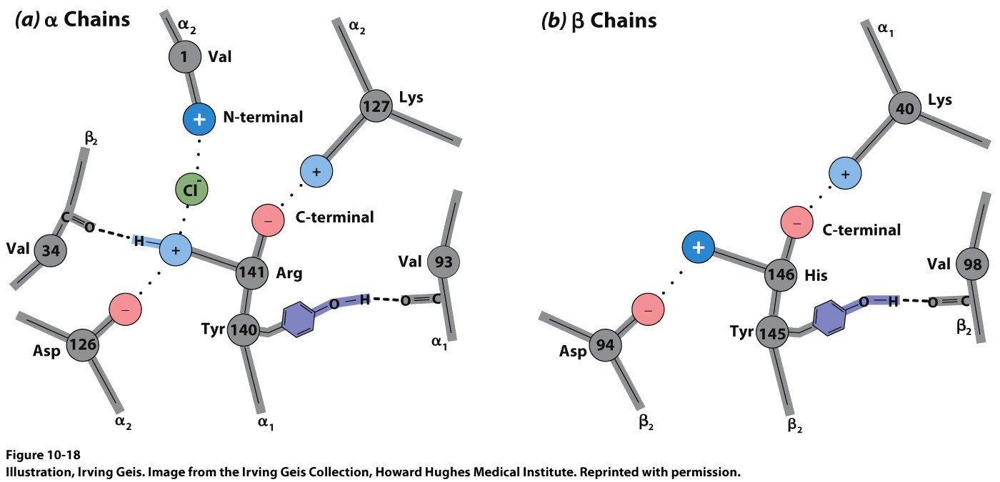 (a) α Chains
α2
1 Val
+ N-terminal
Cl-
α2
127 Lys
+
β2
C O
H +
Val 34
− C-terminal
141 Arg
Val 93
−
Asp 126
α2
Tyr 140
O H O C
α1
α1
(b) β Chains
α1
40 Lys
+
− C-terminal
+
146 His
Val 98
−
Asp 94
β2
Tyr 145
O H O C
β2
β2
Figure 10-18
Illustration, Irving Geis. Image from the Irving Geis Collection, Howard Hughes Medical Institute. Reprinted with permission.